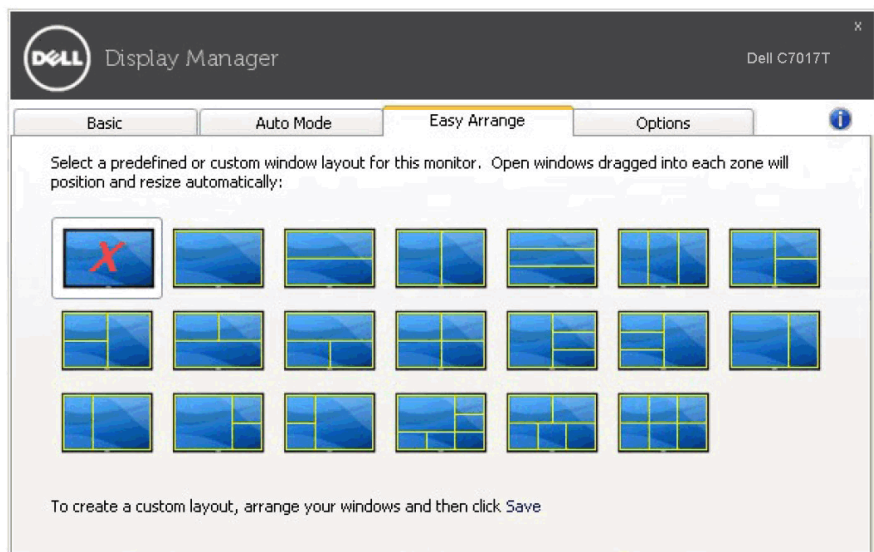 X
DELL Display Manager
Dell C7017T
Basic Auto Mode Easy Arrange Options i
Select a predefined or custom window layout for this monitor. Open windows dragged into each zone will
position and resize automatically:
X
To create a custom layout, arrange your windows and then click Save